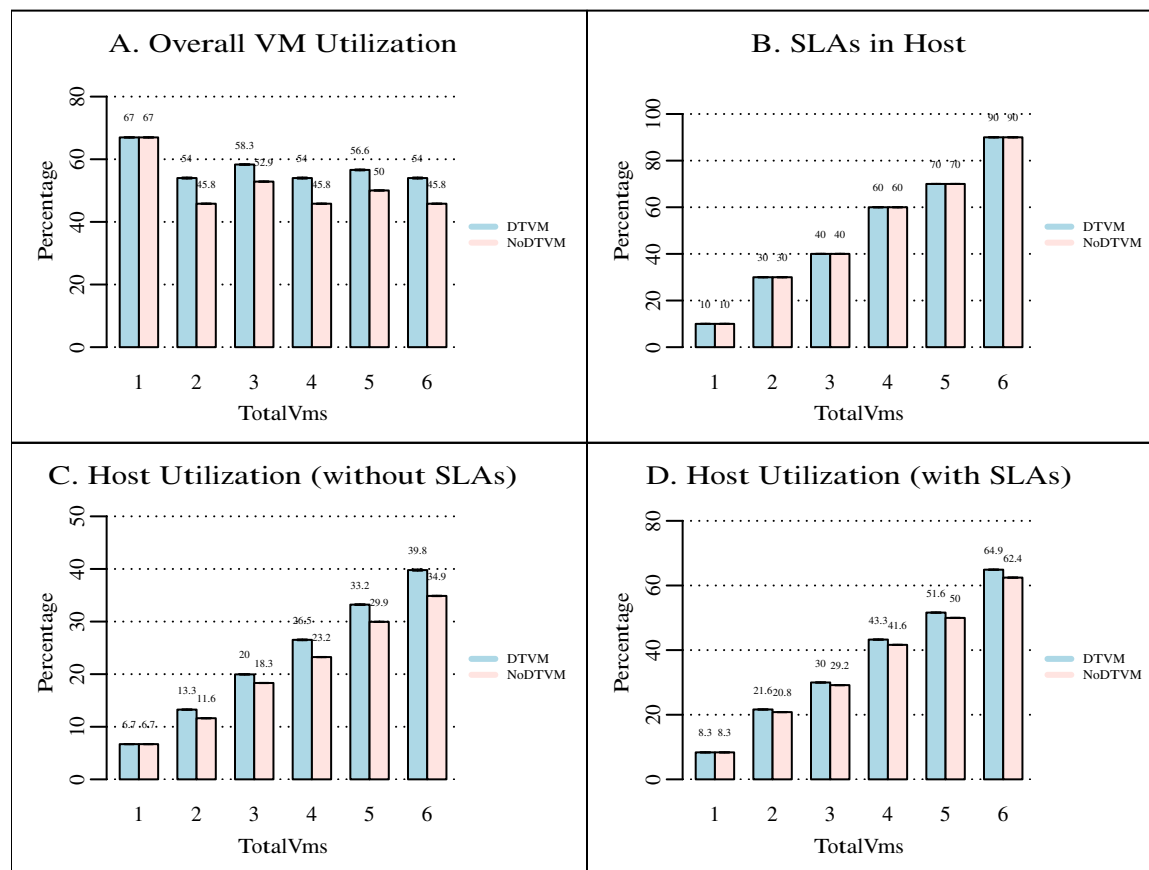 A. Overall VM Utilization
Percentage
80
60
40
20
0
67 67
54 45.8
58.3 52.9
54 45.8
56.6 50
54 45.8
DTVM
NoDTVM
1 2 3 4 5 6
TotalVms
B. SLAs in Host
Percentage
100
80
60
40
20
0
10 10
30 30
40 40
60 60
70 70
90 90
DTVM
NoDTVM
1 2 3 4 5 6
TotalVms
C. Host Utilization (without SLAs)
Percentage
50
40
30
20
10
0
6.7 6.7
13.3 11.6
20 18.3
26.5 23.2
33.2 29.9
39.8 34.9
DTVM
NoDTVM
1 2 3 4 5 6
TotalVms
D. Host Utilization (with SLAs)
Percentage
80
60
40
20
0
8.3 8.3
21.6 20.8
30 29.2
43.3 41.6
51.6 50
64.9 62.4
DTVM
NoDTVM
1 2 3 4 5 6
TotalVms